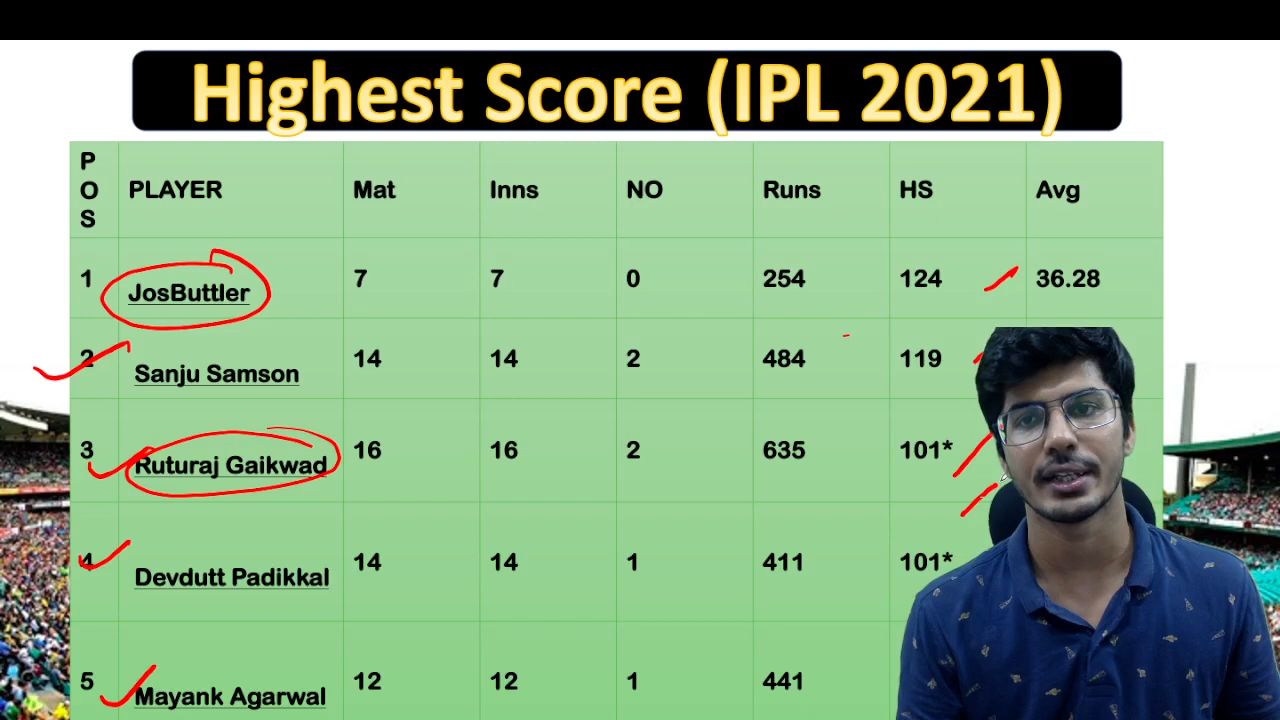 Highest Score (IPL 2021)
POS PLAYER Mat Inns NO Runs HS Avg
1 JosButtler 7 7 0 254 124 36.28
2 Sanju Samson 14 14 2 484 119
3 Ruturaj Gaikwad 16 16 2 635 101*
4 Devdutt Padikkal 14 14 1 411 101*
5 Mayank Agarwal 12 12 1 441